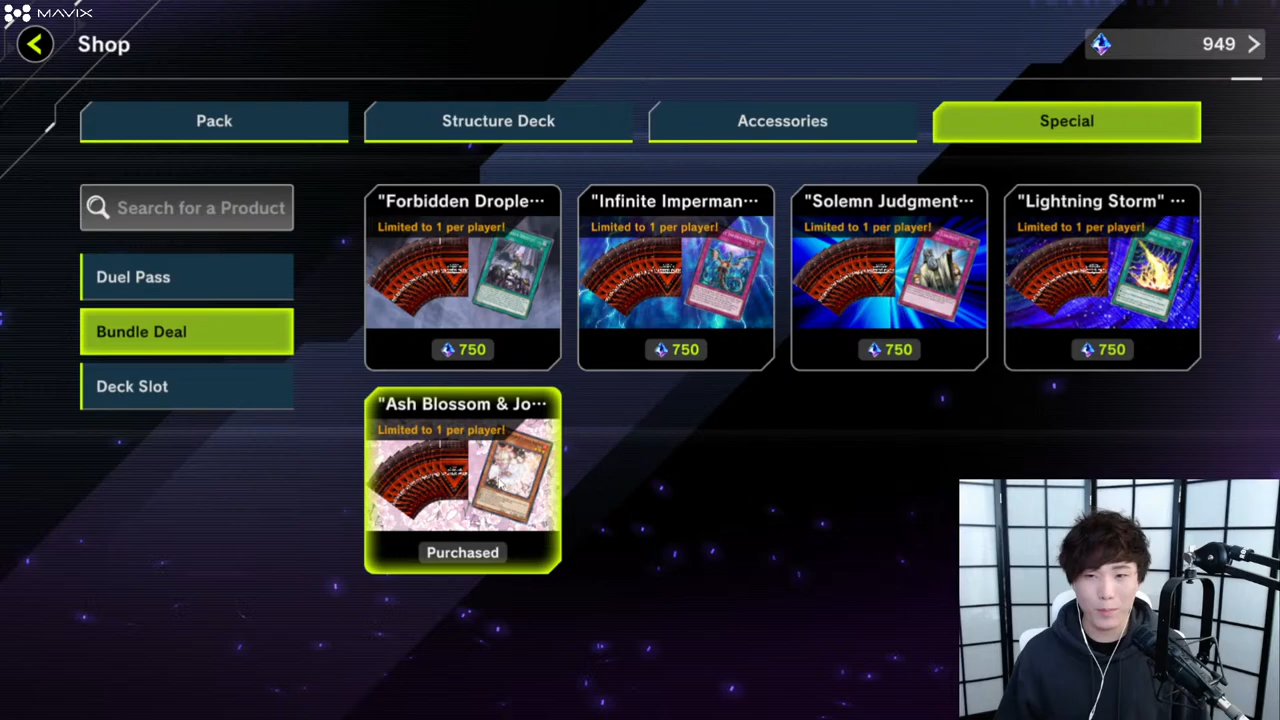 MAVIX
Shop
949
Pack
Structure Deck
Accessories
Special
Search for a Product
Duel Pass
Bundle Deal
Deck Slot
"Forbidden Drople···
Limited to 1 per player!
750
"Infinite Imperman···
Limited to 1 per player!
750
"Solemn Judgment···
Limited to 1 per player!
750
"Lightning Storm" ···
Limited to 1 per player!
750
"Ash Blossom & Jo···
Limited to 1 per player!
Purchased